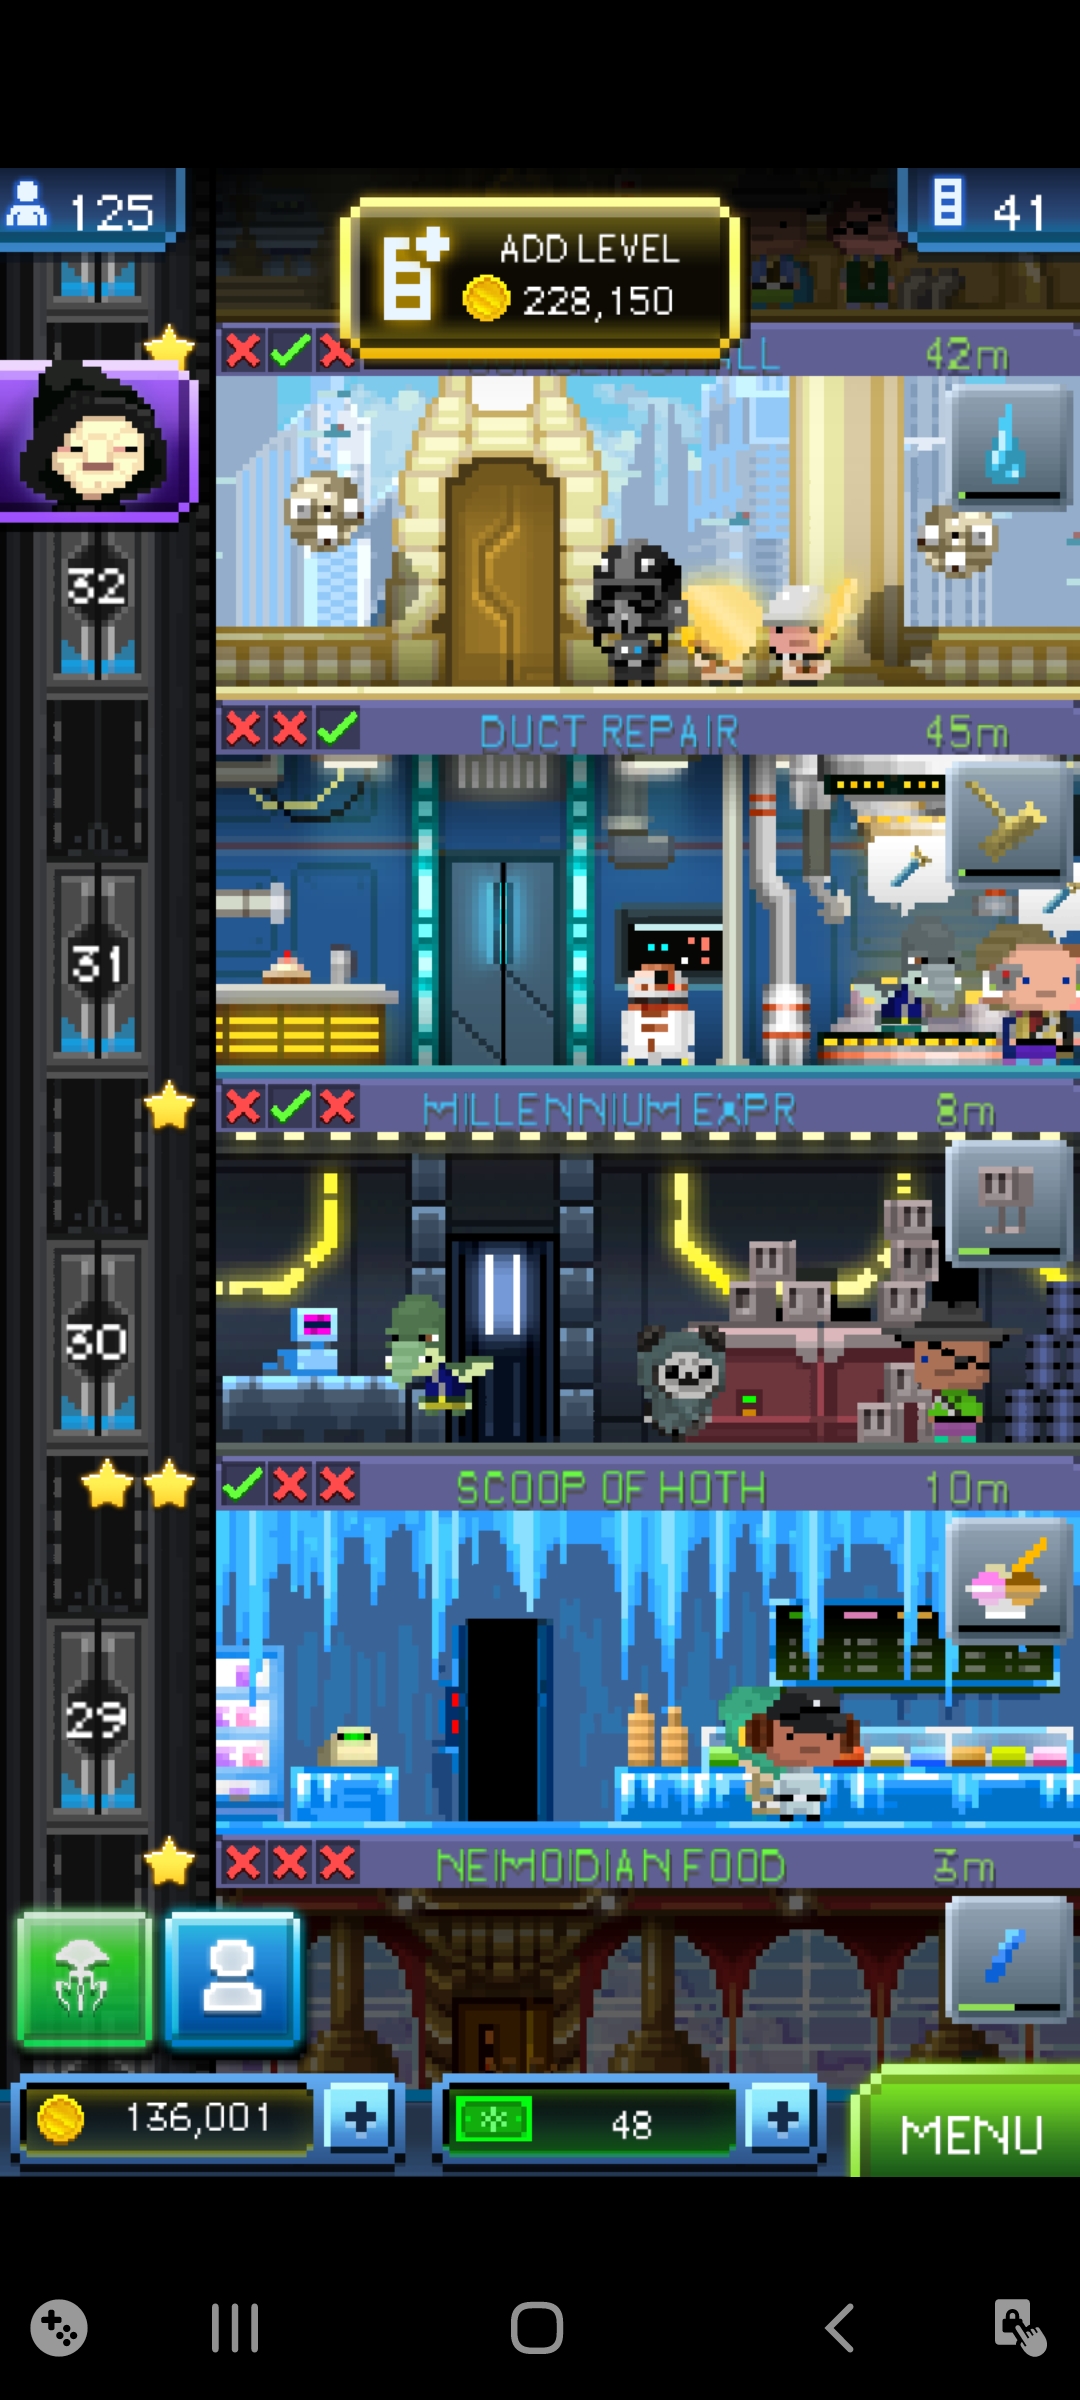 125
41
ADD LEVEL
228,150
ALL
42m
32
DUCT REPAIR
45m
31
MILLENNIUM EXPR
8m
30
SCOOP OF HOTH
10m
29
NEIMOIDIAN FOOD
3m
136,001
48
MENU